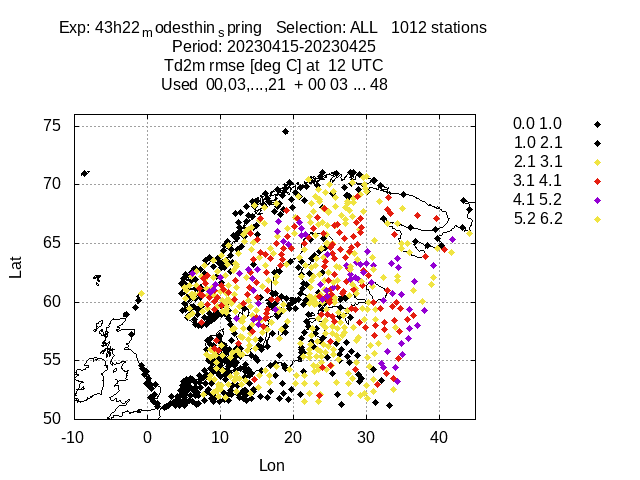 Exp: 43h22modesthinspring   Selection: ALL   1012 stations
Period: 20230415-20230425
Td2m rmse [deg C] at  12 UTC
Used  00,03,...,21  + 00 03 ... 48
0.0 1.0
1.0 2.1
2.1 3.1
3.1 4.1
4.1 5.2
5.2 6.2
75
70
65
60
55
50
Lat
-10 0 10 20 30 40
Lon